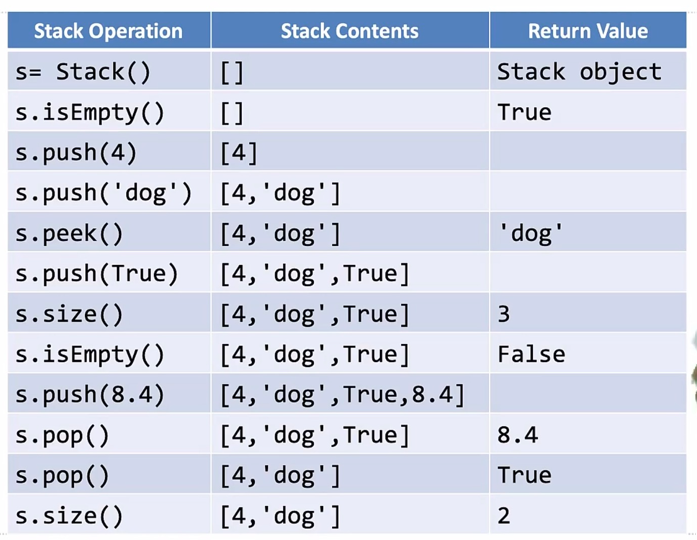 Stack Operation Stack Contents Return Value
s= Stack() [] Stack object
s.isEmpty() [] True
s.push(4) [4]
s.push('dog') [4,'dog']
s.peek() [4,'dog'] 'dog'
s.push(True) [4,'dog',True]
s.size() [4,'dog',True] 3
s.isEmpty() [4,'dog',True] False
s.push(8.4) [4,'dog',True,8.4]
s.pop() [4,'dog',True] 8.4
s.pop() [4,'dog'] True
s.size() [4,'dog'] 2